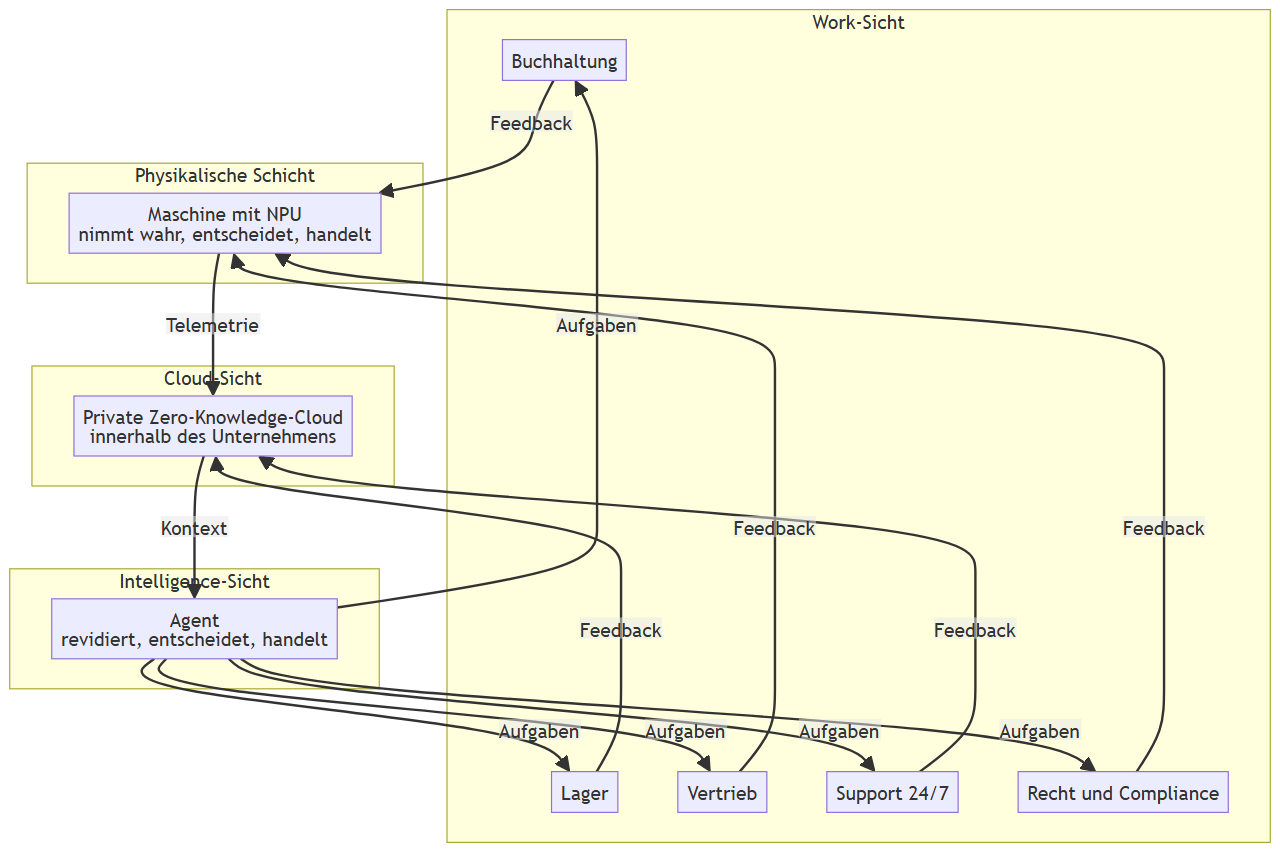 Work-Sicht
Buchhaltung
Feedback
Physikalische Schicht
Maschine mit NPU
nimmt wahr, entscheidet, handelt
Telemetrie
Aufgaben
Cloud-Sicht
Private Zero-Knowledge-Cloud
innerhalb des Unternehmens
Kontext
Feedback
Feedback
Intelligence-Sicht
Agent
revidiert, entscheidet, handelt
Feedback
Feedback
Aufgaben
Aufgaben
Aufgaben
Aufgaben
Lager
Vertrieb
Support 24/7
Recht und Compliance